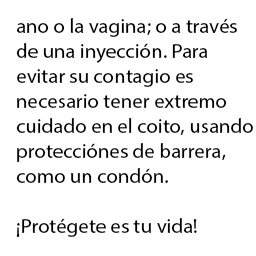 ano o la vagina; o a través
de una inyección. Para
evitar su contagio es
necesario tener extremo
cuidado en el coito, usando
protecciónes de barrera,
como un condón.
¡Protégete es tu vida!